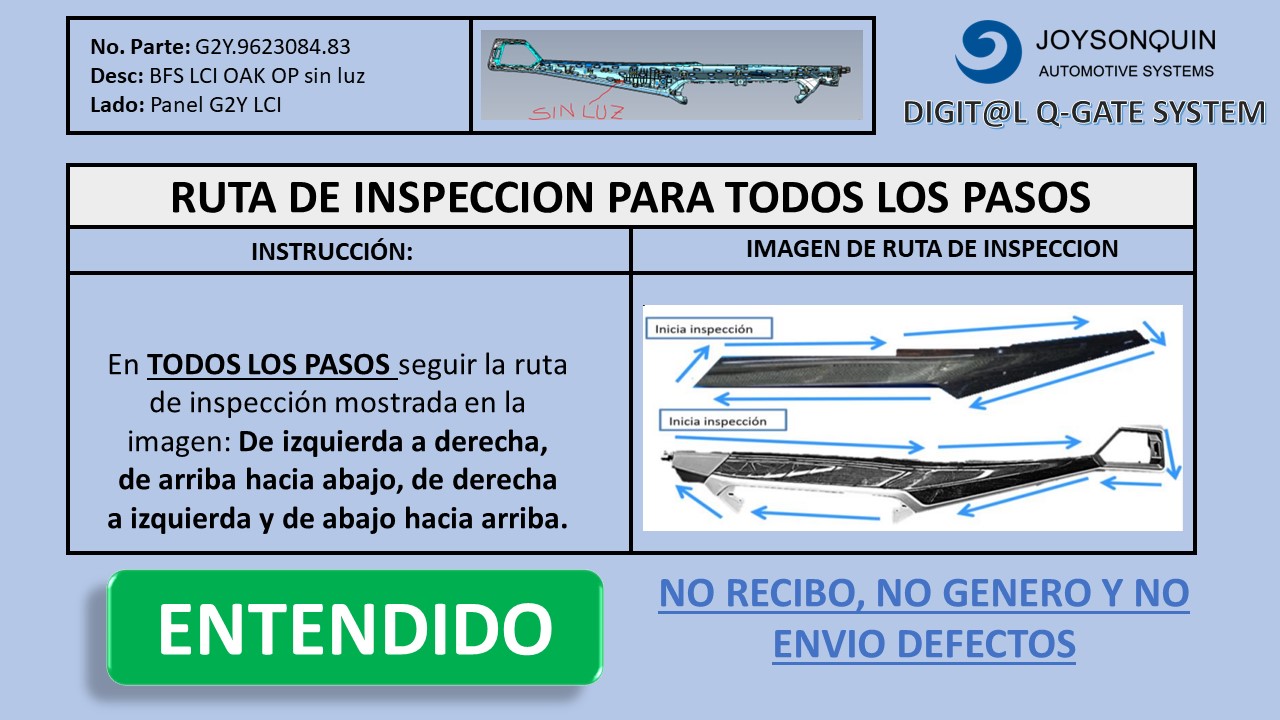 No. Parte: G2Y.9623084.83
Desc: BFS LCI OAK OP sin luz
Lado: Panel G2Y LCI
SIN LUZ
JOYSONQUIN
AUTOMOTIVE SYSTEMS
DIGIT@L Q-GATE SYSTEM
RUTA DE INSPECCION PARA TODOS LOS PASOS
INSTRUCCIÓN:
IMAGEN DE RUTA DE INSPECCION
En TODOS LOS PASOS seguir la ruta
de inspección mostrada en la
imagen: De izquierda a derecha,
de arriba hacia abajo, de derecha
a izquierda y de abajo hacia arriba.
Inicia inspección
Inicia inspección
ENTENDIDO
NO RECIBO, NO GENERO Y NO
ENVIO DEFECTOS